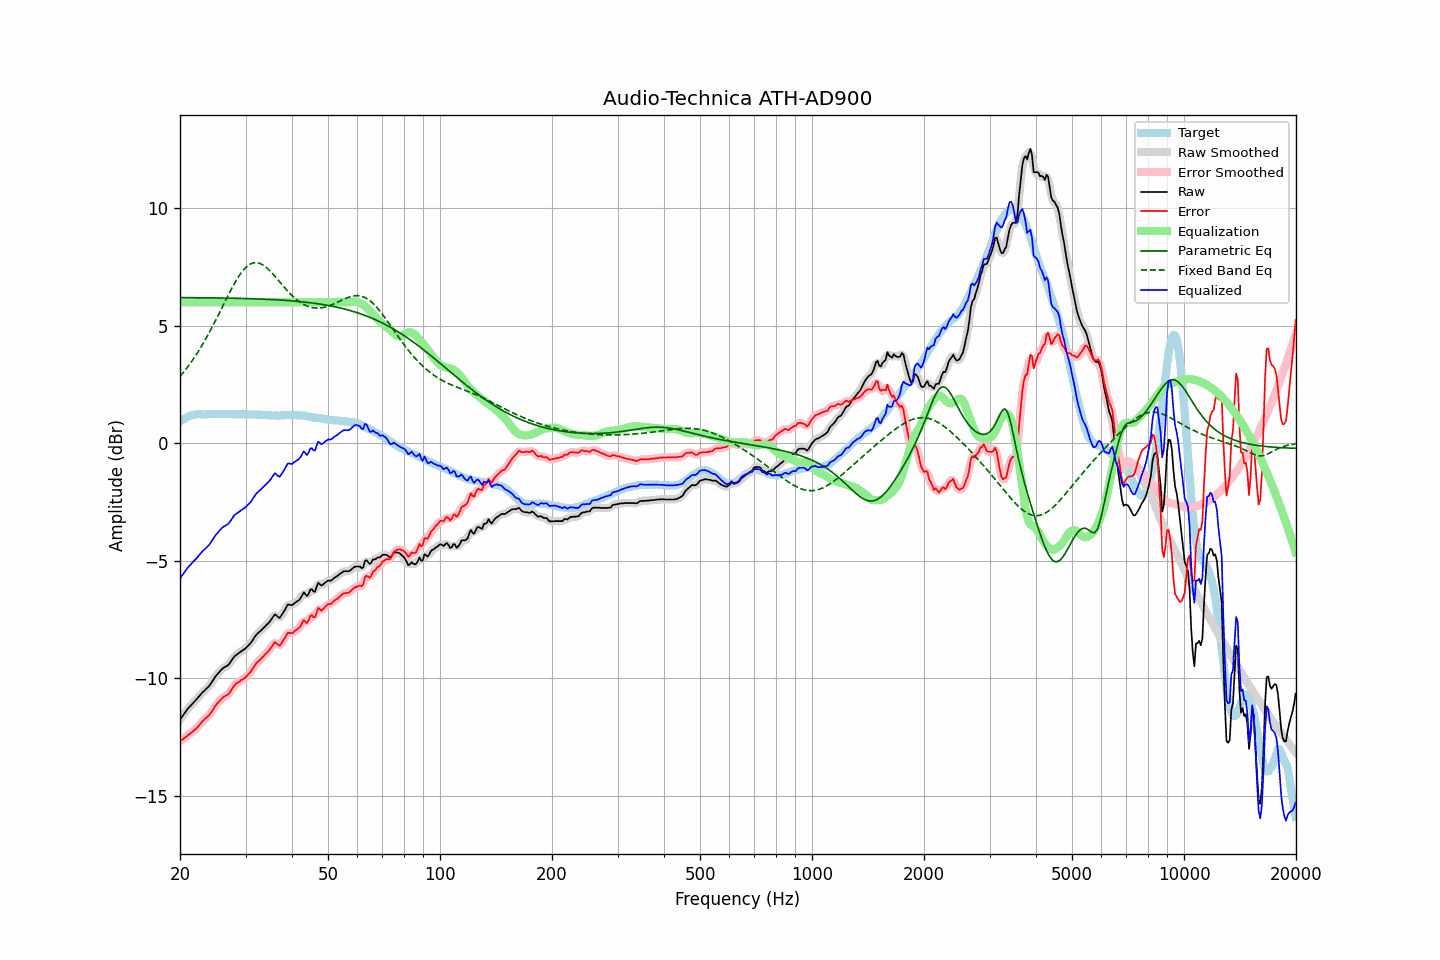 Audio-Technica ATH-AD900
Target
Raw Smoothed
Error Smoothed
Raw
Error
Equalization
Parametric Eq
Fixed Band Eq
Equalized
Amplitude (dBr)
10
5
0
−5
−10
−15
20 50 100 200 500 1000 2000 5000 10000 20000
Frequency (Hz)